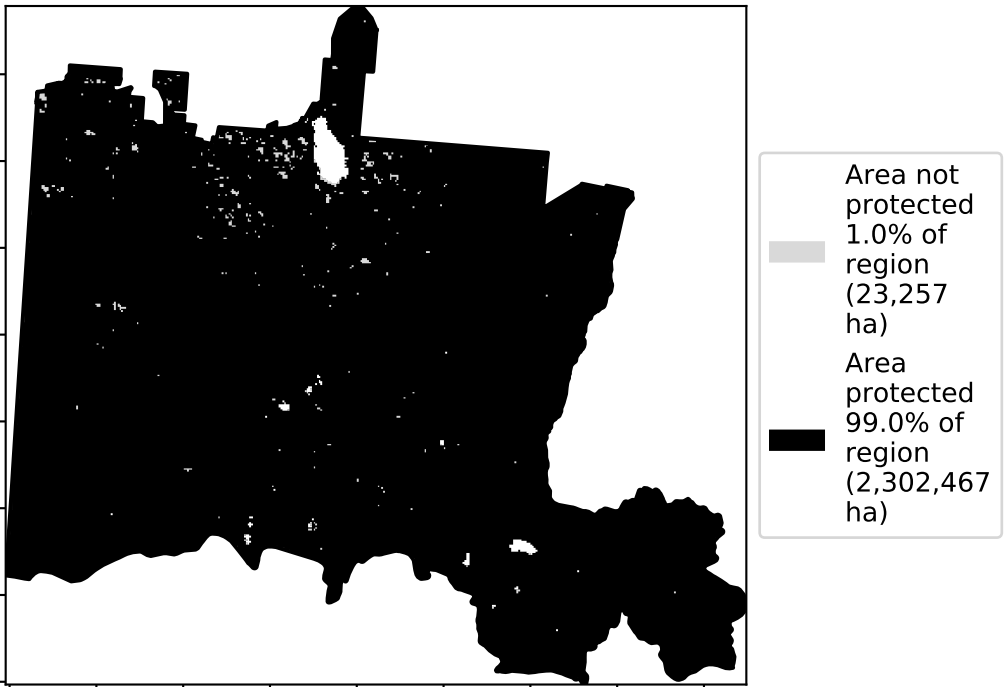 Area not
protected
1.0% of
region
(23,257
ha)
Area
protected
99.0% of
region
(2,302,467
ha)